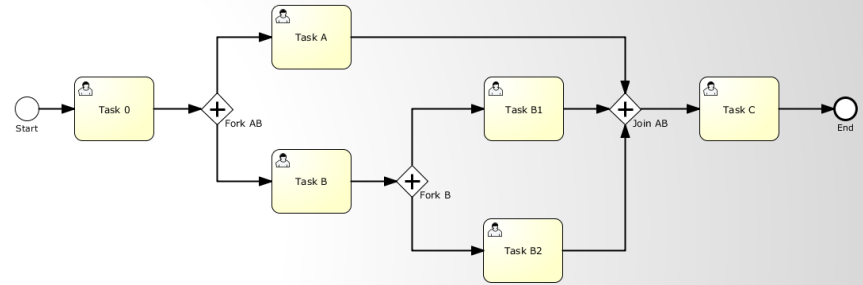 Task A
Task 0
Task B1
Task C
Start
Fork AB
Join AB
End
Task B
Fork B
Task B2